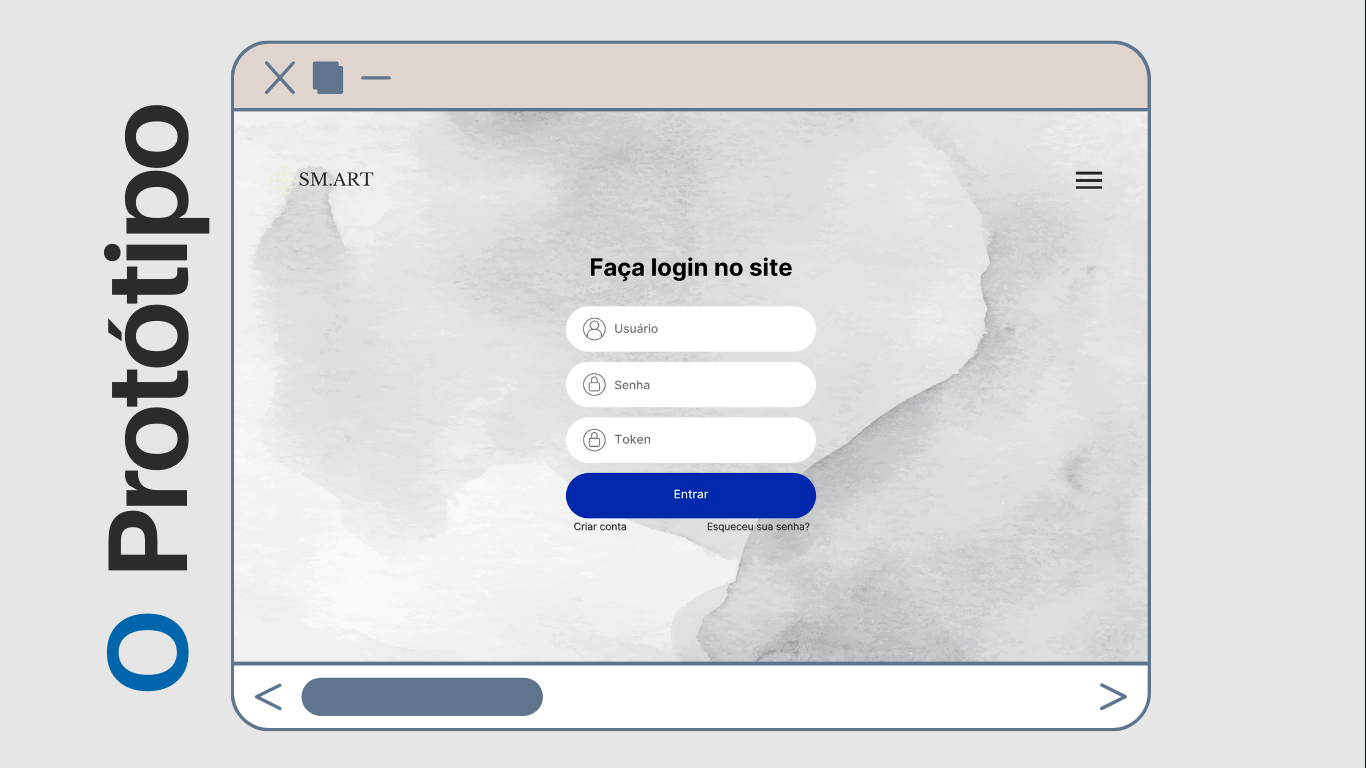 O Protótipo
SM.ART
Faça login no site
Usuário
Senha
Token
Entrar
Criar conta
Esqueceu sua senha?